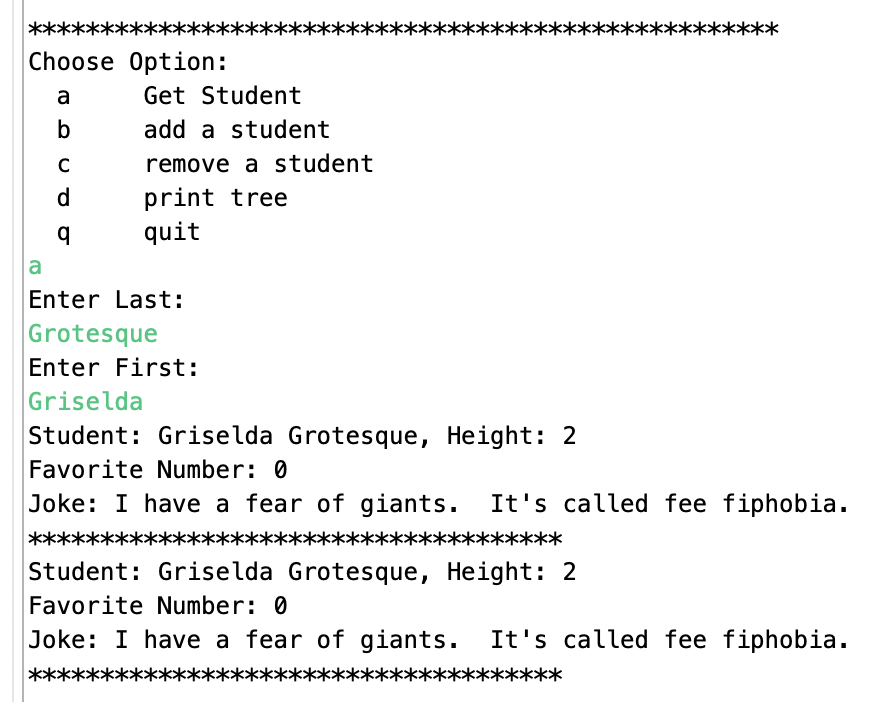 ****************************************************
Choose Option:
  a     Get Student
  b     add a student
  c     remove a student
  d     print tree
  q     quit
a
Enter Last:
Grotesque
Enter First:
Griselda
Student: Griselda Grotesque, Height: 2
Favorite Number: 0
Joke: I have a fear of giants.  It's called fee fiphobia.
*************************************
Student: Griselda Grotesque, Height: 2
Favorite Number: 0
Joke: I have a fear of giants.  It's called fee fiphobia.
*************************************